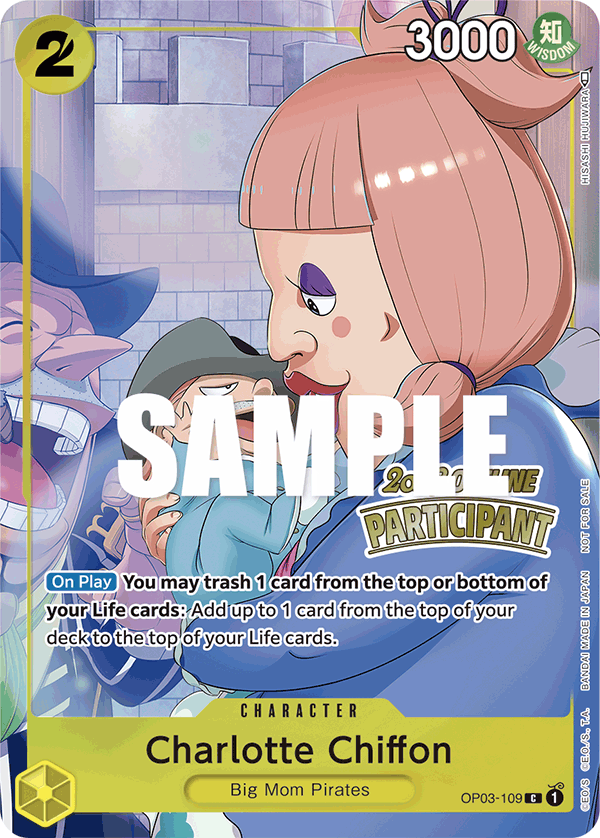 2
3000
知
WISDOM
HISASHI HUJIWARA
SAMPLE
PARTICIPANT
On Play You may trash 1 card from the top or bottom of
your Life cards: Add up to 1 card from the top of your
deck to the top of your Life cards.
©E.O./S., T.A. BANDAI MADE IN JAPAN NOT FOR SALE
CHARACTER
Charlotte Chiffon
Big Mom Pirates
OP03-109 C 1